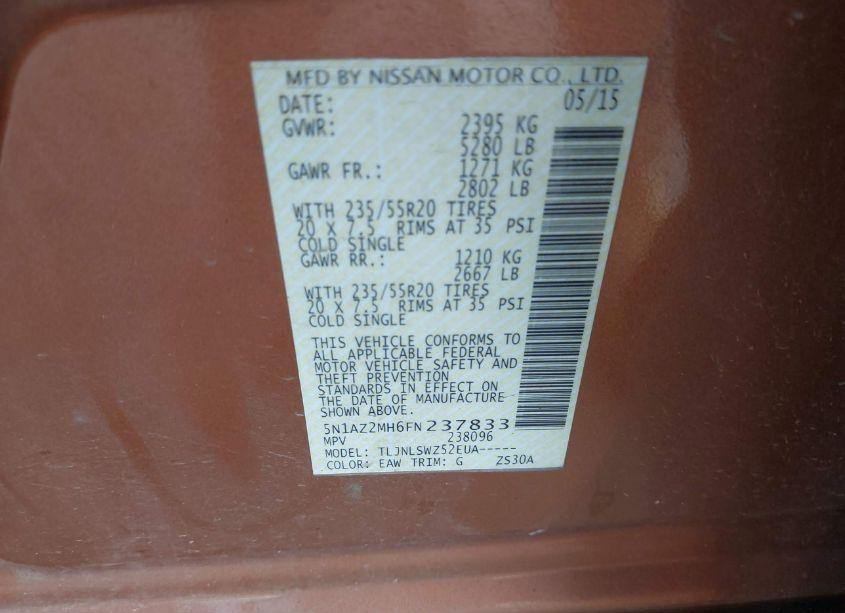 MFD BY NISSAN MOTOR CO., LTD.
DATE: 05/15
GVWR: 2395 KG
5280 LB
GAWR FR.: 1271 KG
2802 LB
WITH 235/55R20 TIRES
20 X 7.5 RIMS AT 35 PSI
COLD SINGLE
GAWR RR.: 1210 KG
2667 LB
WITH 235/55R20 TIRES
20 X 7.5 RIMS AT 35 PSI
COLD SINGLE
THIS VEHICLE CONFORMS TO
ALL APPLICABLE FEDERAL
MOTOR VEHICLE SAFETY AND
THEFT PREVENTION
STANDARDS IN EFFECT ON
THE DATE OF MANUFACTURE
SHOWN ABOVE.
5N1AZ2MH6FN237833
MPV 238096
MODEL: TLJNLSWZ52EUA-----
COLOR: EAW TRIM: G ZS30A